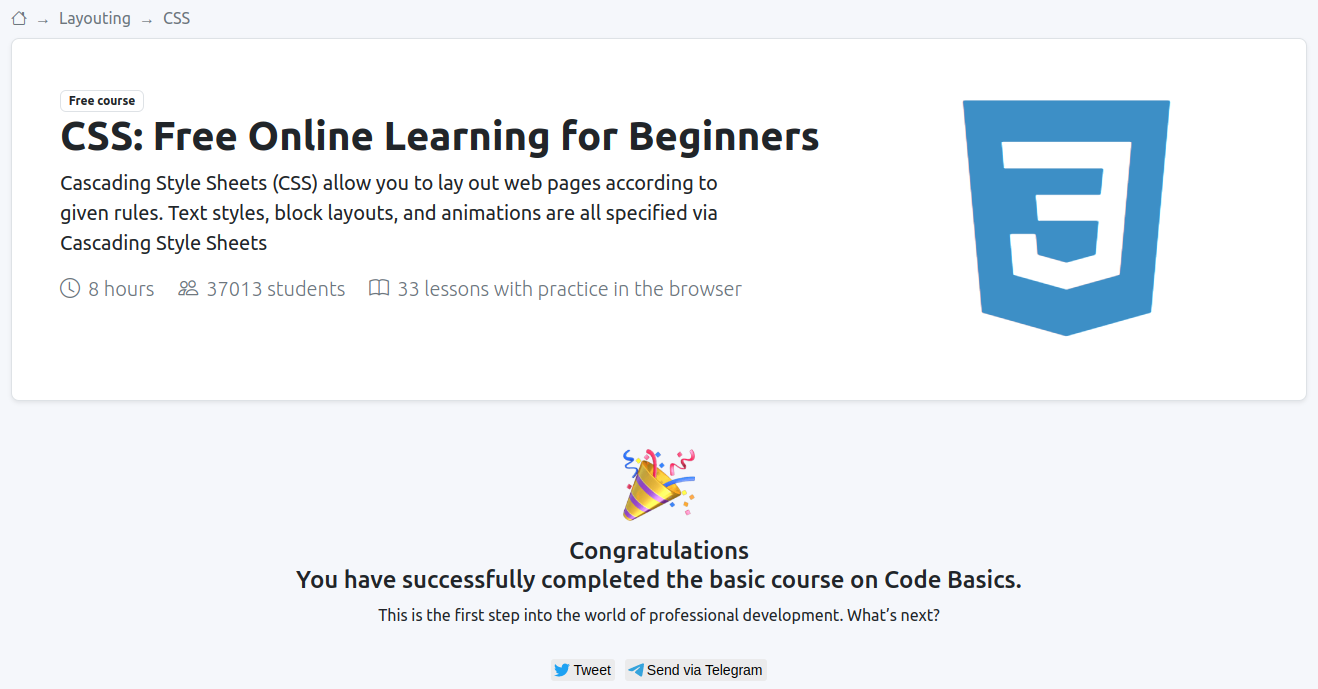 → Layouting → CSS
Free course
CSS: Free Online Learning for Beginners
Cascading Style Sheets (CSS) allow you to lay out web pages according to
given rules. Text styles, block layouts, and animations are all specified via
Cascading Style Sheets
8 hours 37013 students 33 lessons with practice in the browser
Congratulations
You have successfully completed the basic course on Code Basics.
This is the first step into the world of professional development. What’s next?
Tweet Send via Telegram